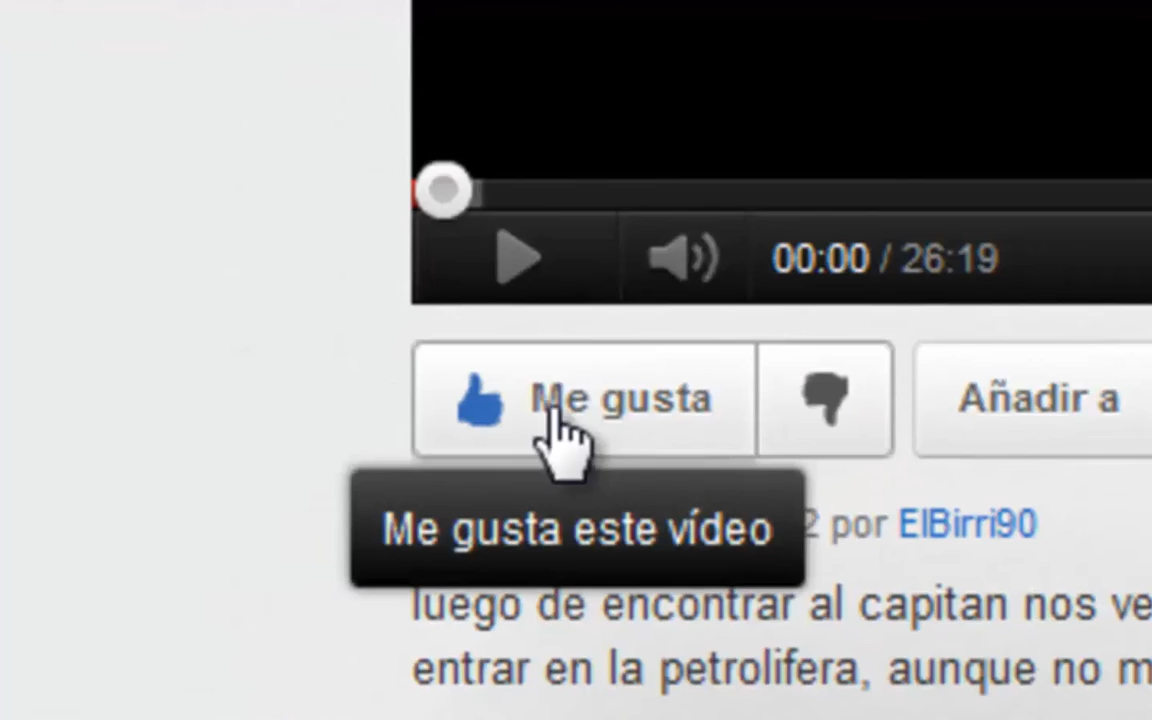 00:00 / 26:19
Me gusta
Añadir a
Me gusta este vídeo
2 por ElBirri90
luego de encontrar al capitan nos ve
entrar en la petrolifera, aunque no m